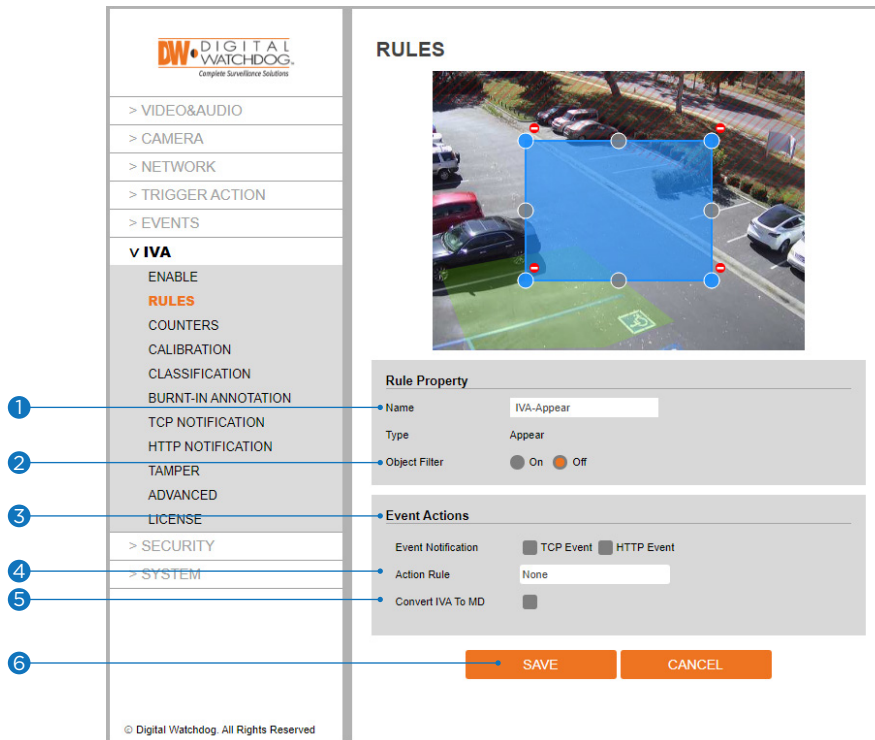 DIGITAL
DW WATCHDOG®
Complete Surveillance Solutions
> VIDEO&AUDIO
> CAMERA
> NETWORK
> TRIGGER ACTION
> EVENTS
v IVA
ENABLE
RULES
COUNTERS
CALIBRATION
CLASSIFICATION
BURNT-IN ANNOTATION
TCP NOTIFICATION
HTTP NOTIFICATION
TAMPER
ADVANCED
LICENSE
> SECURITY
> SYSTEM
© Digital Watchdog. All Rights Reserved
RULES
Rule Property
1 Name IVA-Appear
Type Appear
2 Object Filter On Off
3 Event Actions
Event Notification TCP Event HTTP Event
4 Action Rule None
5 Convert IVA To MD
6 SAVE CANCEL